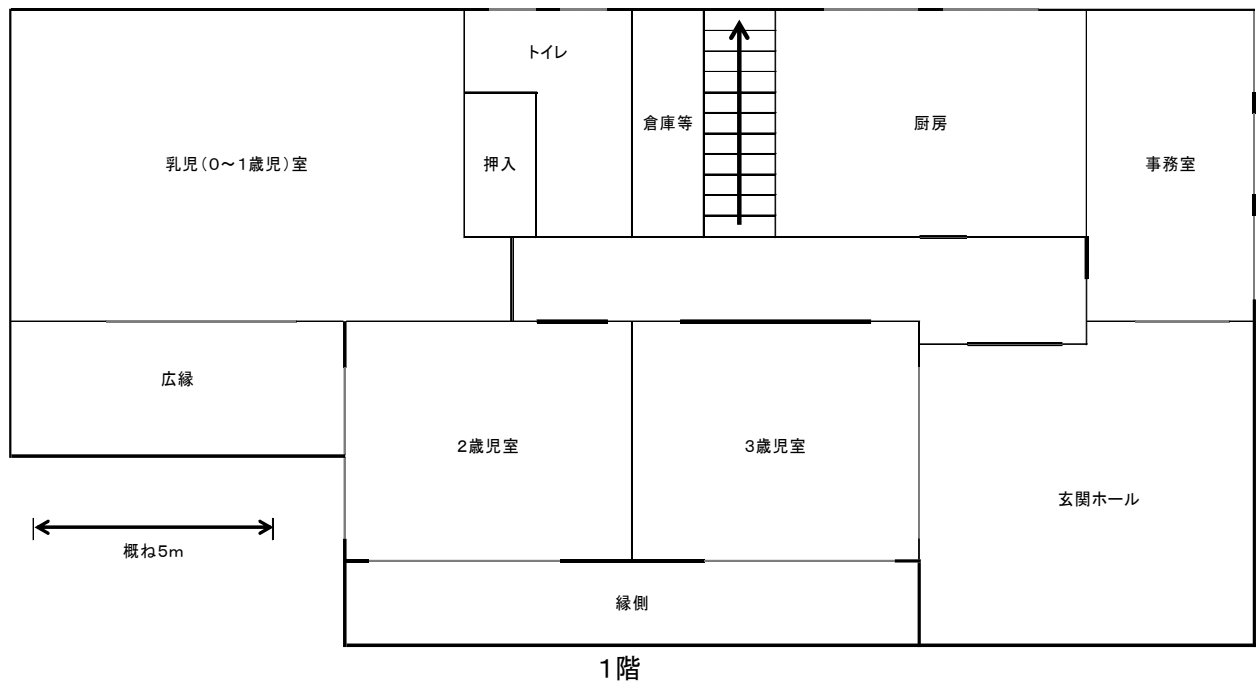 トイレ
倉庫等
厨房
乳児(0～1歳児)室
押入
事務室
広縁
2歳児室
3歳児室
玄関ホール
概ね5m
縁側
1階